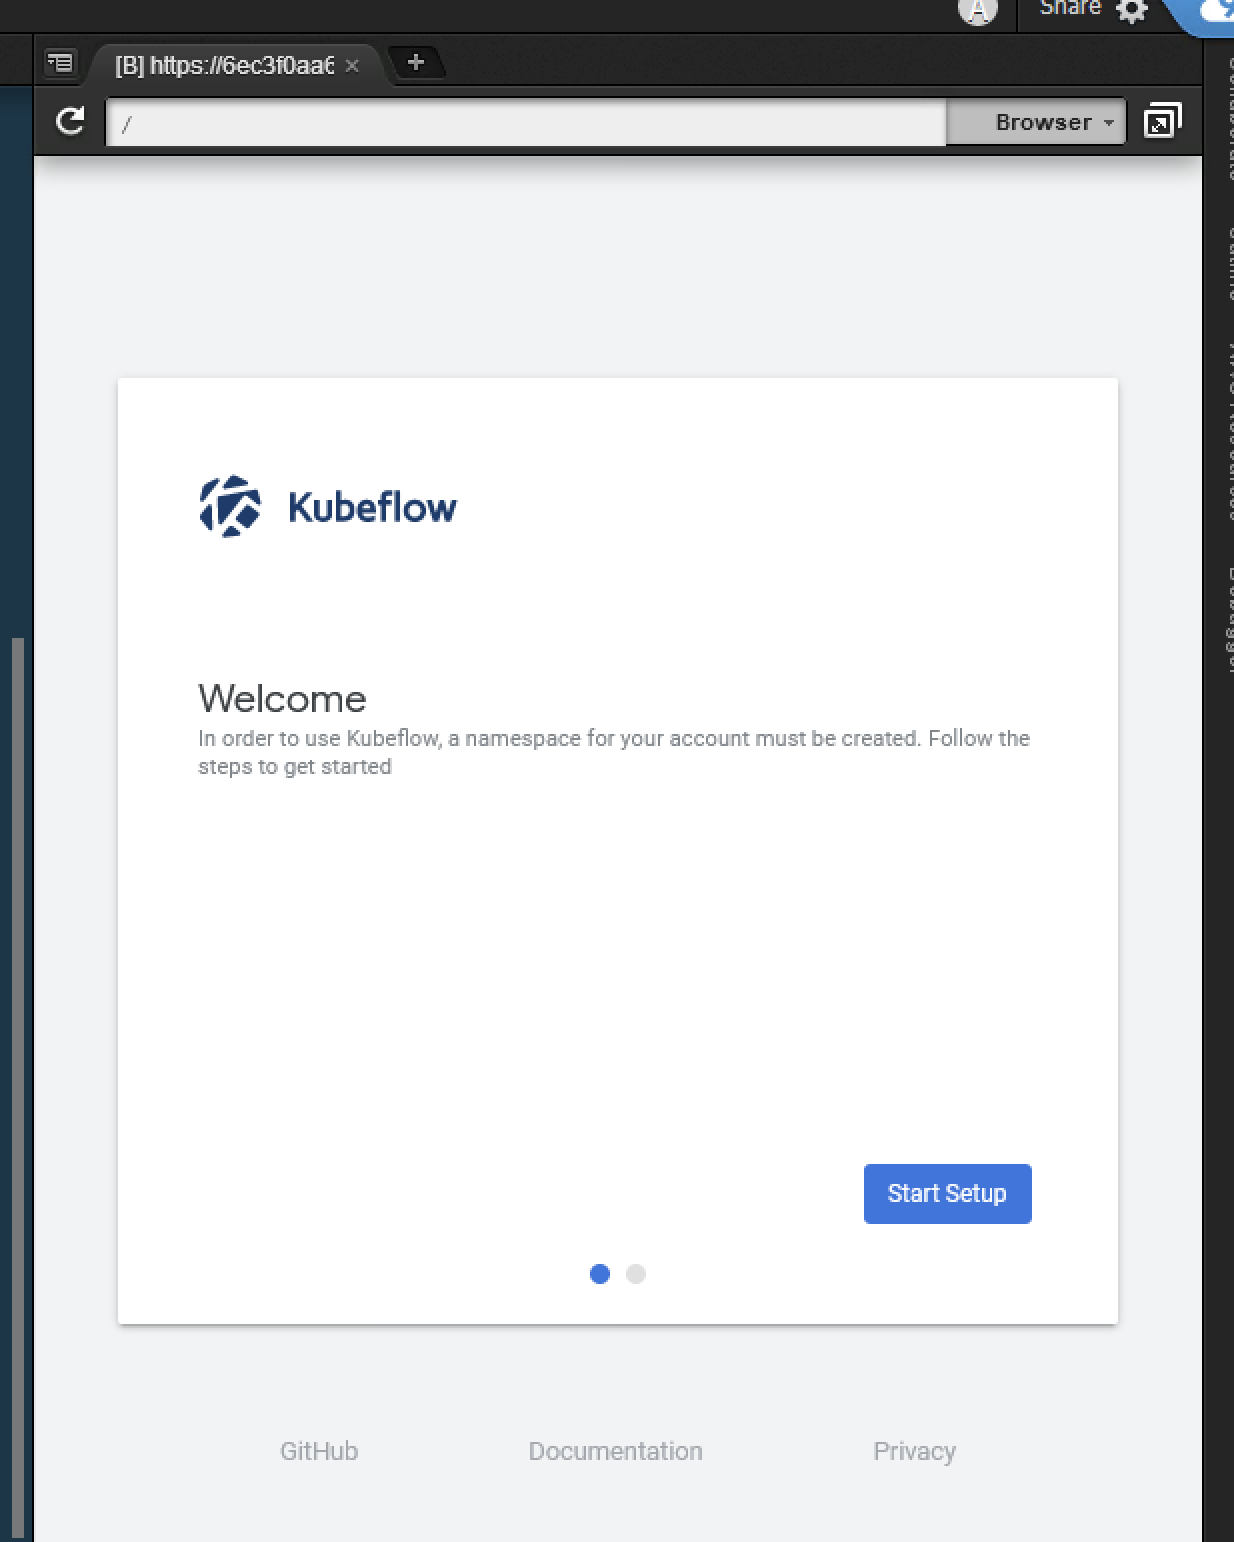 A
Share
[B] https://6ec3f0aa6
/
Browser
Kubeflow
Welcome
In order to use Kubeflow, a namespace for your account must be created. Follow the
steps to get started
Start Setup
GitHub
Documentation
Privacy